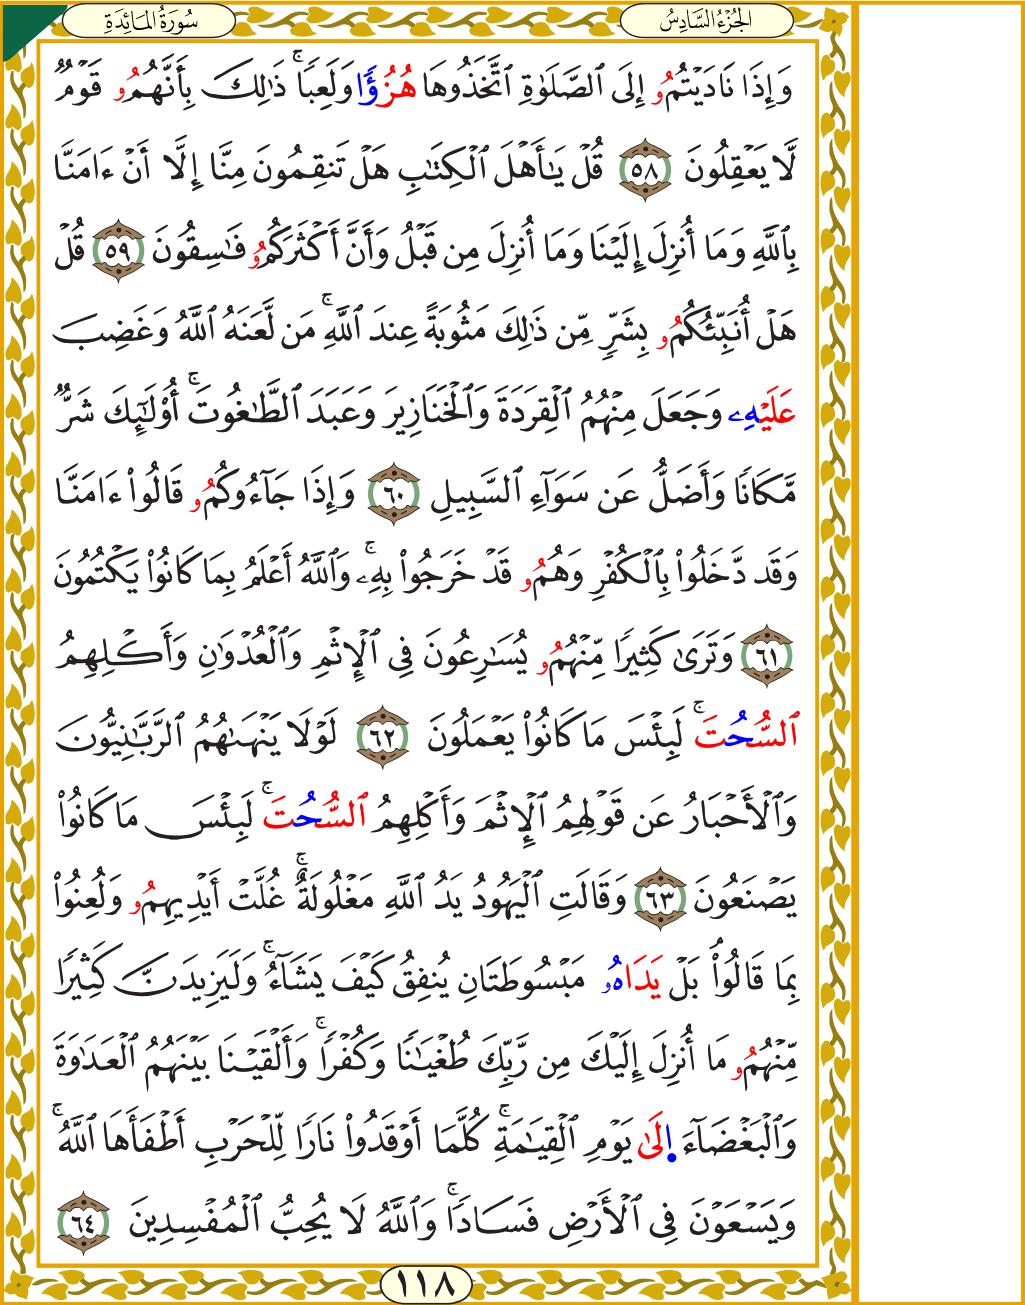 الجُزْءُ السَّادِسُ
سُورَةُ المَائِدَةِ
وَإِذَا نَادَيْتُمُۥ إِلَى ٱلصَّلَوٰةِ ٱتَّخَذُوهَا هُزُؤًا وَلَعِبًاۚ ذَٰلِكَ بِأَنَّهُمُۥ قَوْمٌ
لَّا يَعْقِلُونَ ٥٨ قُلْ يَٰأَهْلَ ٱلْكِتَٰبِ هَلْ تَنقِمُونَ مِنَّا إِلَّا أَنْ ءَامَنَّا
بِٱللَّهِ وَمَا أُنزِلَ إِلَيْنَا وَمَا أُنزِلَ مِن قَبْلُ وَأَنَّ أَكْثَرَكُمُۥ فَٰسِقُونَ ٥٩ قُلْ
هَلْ أُنَبِّئُكُمُۥ بِشَرٍّ مِّن ذَٰلِكَ مَثُوبَةً عِندَ ٱللَّهِۚ مَن لَّعَنَهُ ٱللَّهُ وَغَضِبَ
عَلَيْهِۦ وَجَعَلَ مِنْهُمُ ٱلْقِرَدَةَ وَٱلْخَنَازِيرَ وَعَبَدَ ٱلطَّٰغُوتَۚ أُوْلَٰٓئِكَ شَرٌّ
مَّكَانًا وَأَضَلُّ عَن سَوَآءِ ٱلسَّبِيلِ ٦٠ وَإِذَا جَآءُوكُمُۥ قَالُواْ ءَامَنَّا
وَقَد دَّخَلُواْ بِٱلْكُفْرِ وَهُمُۥ قَدْ خَرَجُواْ بِهِۦۚ وَٱللَّهُ أَعْلَمُ بِمَا كَانُواْ يَكْتُمُونَ
٦١ وَتَرَىٰ كَثِيرًا مِّنْهُمُۥ يُسَٰرِعُونَ فِى ٱلْإِثْمِ وَٱلْعُدْوَٰنِ وَأَكْلِهِمُ
ٱلسُّحُتَۚ لَبِئْسَ مَا كَانُواْ يَعْمَلُونَ ٦٢ لَوْلَا يَنْهَىٰهُمُ ٱلرَّبَّٰنِيُّونَ
وَٱلْأَحْبَارُ عَن قَوْلِهِمُ ٱلْإِثْمَ وَأَكْلِهِمُ ٱلسُّحُتَۚ لَبِئْسَ مَا كَانُواْ
يَصْنَعُونَ ٦٣ وَقَالَتِ ٱلْيَهُودُ يَدُ ٱللَّهِ مَغْلُولَةٌۚ غُلَّتْ أَيْدِيهِمُۥ وَلُعِنُواْ
بِمَا قَالُواْ بَلْ يَدَاهُۥ مَبْسُوطَتَانِ يُنفِقُ كَيْفَ يَشَآءُۚ وَلَيَزِيدَنَّ كَثِيرًا
مِّنْهُمُۥ مَا أُنزِلَ إِلَيْكَ مِن رَّبِّكَ طُغْيَٰنًا وَكُفْرًاۚ وَأَلْقَيْنَا بَيْنَهُمُ ٱلْعَدَٰوَةَ
وَٱلْبَغْضَآءَ اِلَىٰ يَوْمِ ٱلْقِيَٰمَةِۚ كُلَّمَا أَوْقَدُواْ نَارًا لِّلْحَرْبِ أَطْفَأَهَا ٱللَّهُۚ
وَيَسْعَوْنَ فِى ٱلْأَرْضِ فَسَادًاۚ وَٱللَّهُ لَا يُحِبُّ ٱلْمُفْسِدِينَ ٦٤
١١٨